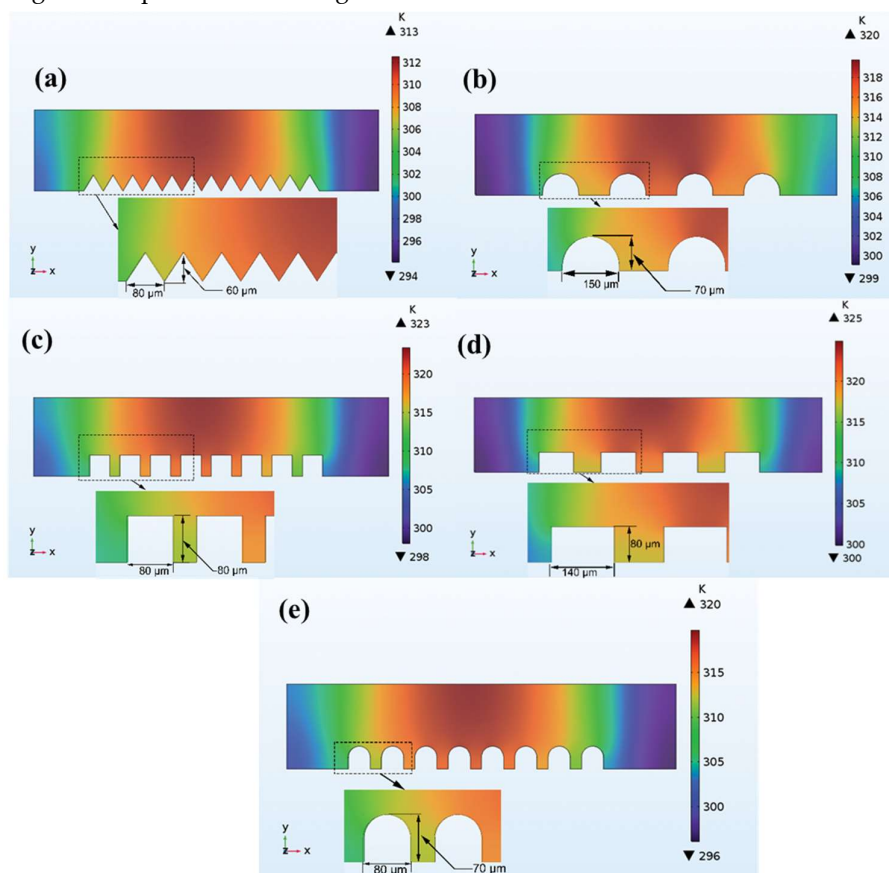 K
▲ 313
(a)
312
310
308
306
304
302
300
298
296
▼ 294
y
z x
80 µm
60 µm
K
▲ 320
(b)
318
316
314
312
310
308
306
304
302
300
▼ 299
y
z x
150 µm
70 µm
K
▲ 323
(c)
320
315
310
305
300
▼ 298
y
z x
80 µm
80 µm
K
▲ 325
(d)
320
315
310
305
300
▼ 300
y
z x
80 µm
140 µm
K
▲ 320
(e)
315
310
305
300
▼ 296
y
z x
80 µm
70 µm